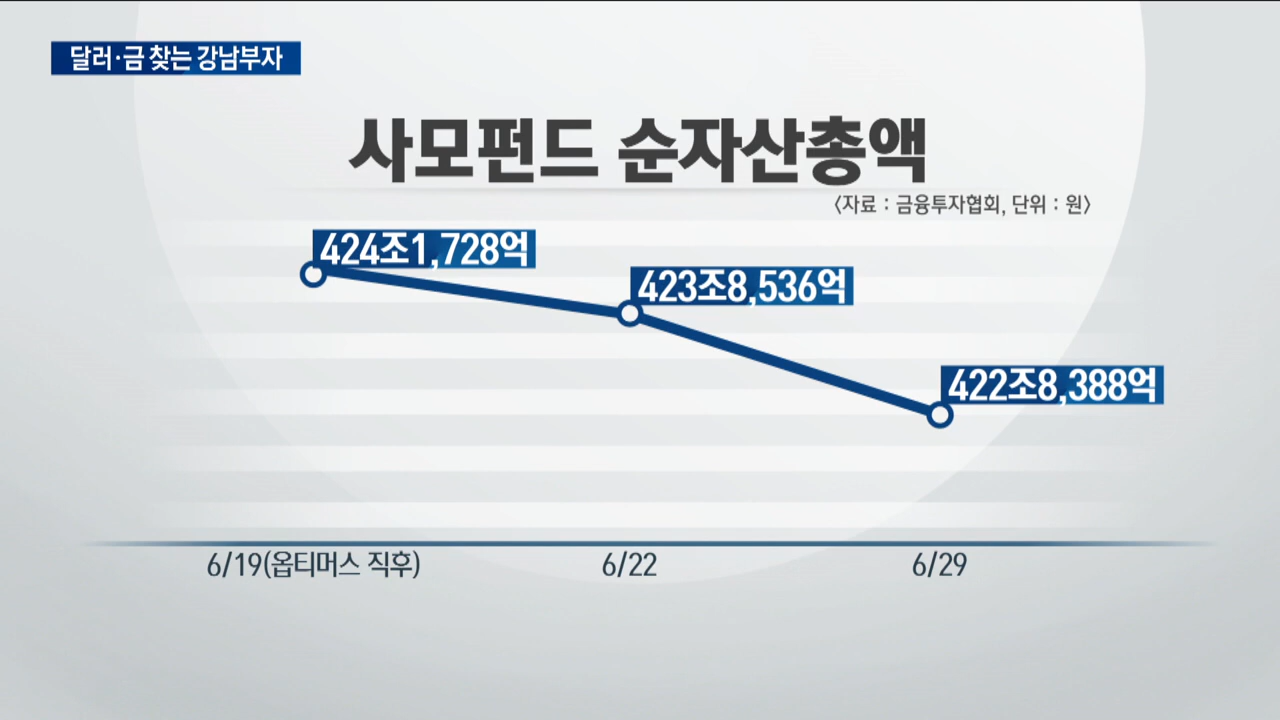 달러·금 찾는 강남부자
사모펀드 순자산총액
〈자료 : 금융투자협회, 단위 : 원〉
424조1,728억
423조8,536억
422조8,388억
6/19(옵티머스 직후)
6/22
6/29